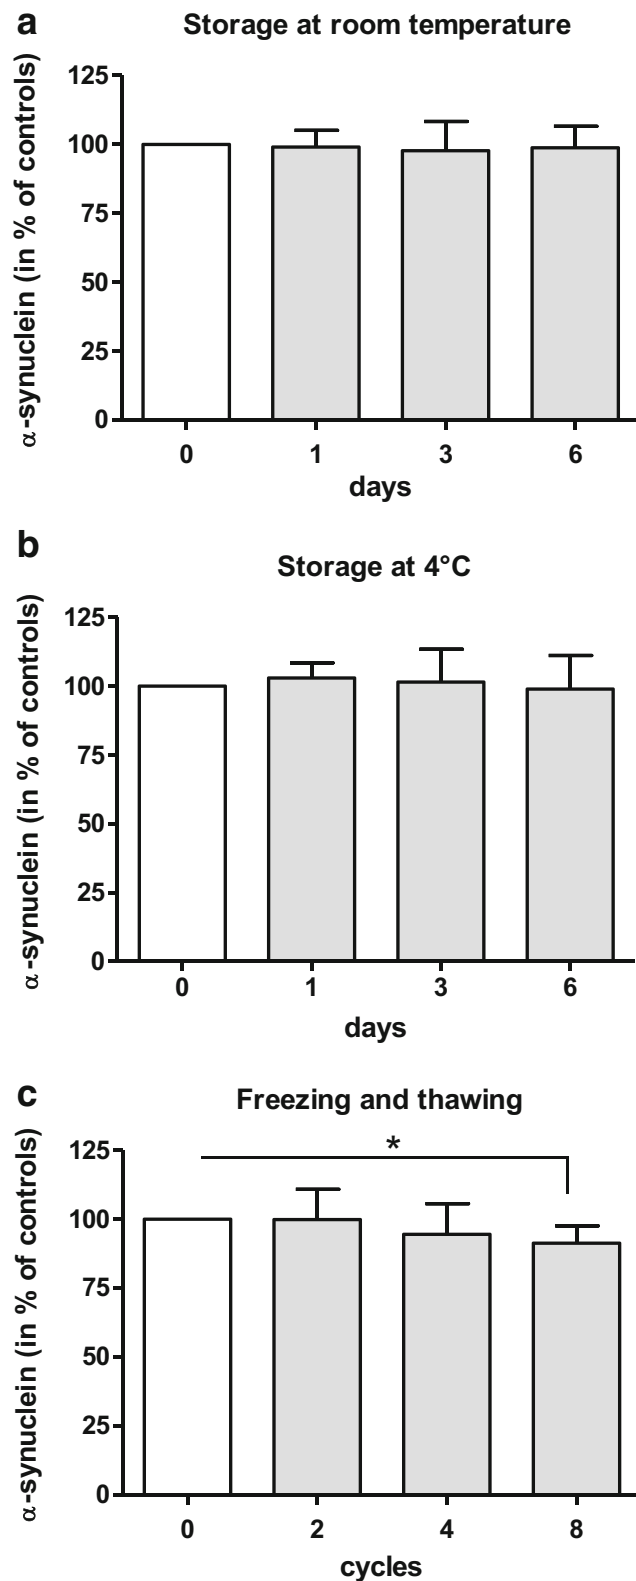 a
Storage at room temperature
α-synuclein (in % of controls)
125
100
75
50
25
0
0 1 3 6
days
b
Storage at 4°C
α-synuclein (in % of controls)
125
100
75
50
25
0
0 1 3 6
days
c
Freezing and thawing
α-synuclein (in % of controls)
125
100
75
50
25
0
*
0 2 4 8
cycles